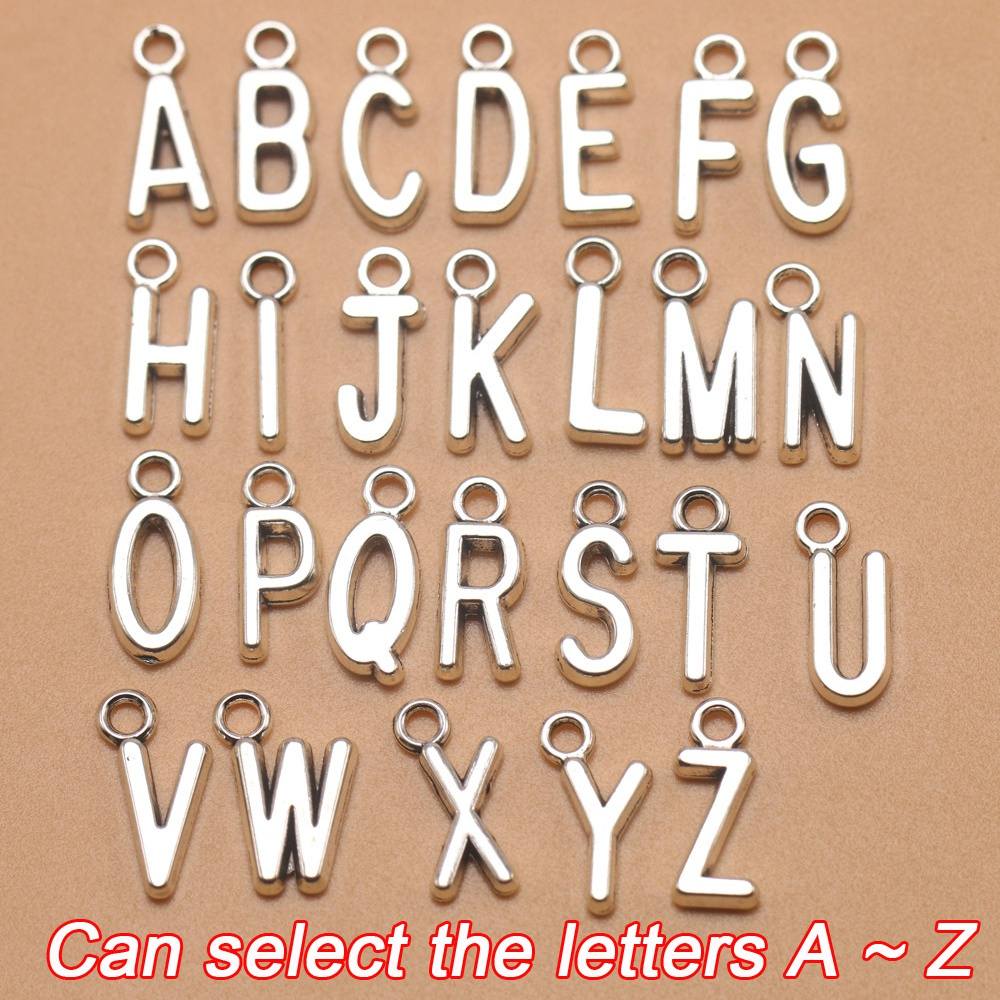 A B C D E F G
H I J K L M N
O P Q R S T U
V W X Y Z
Can select the letters A ~ Z